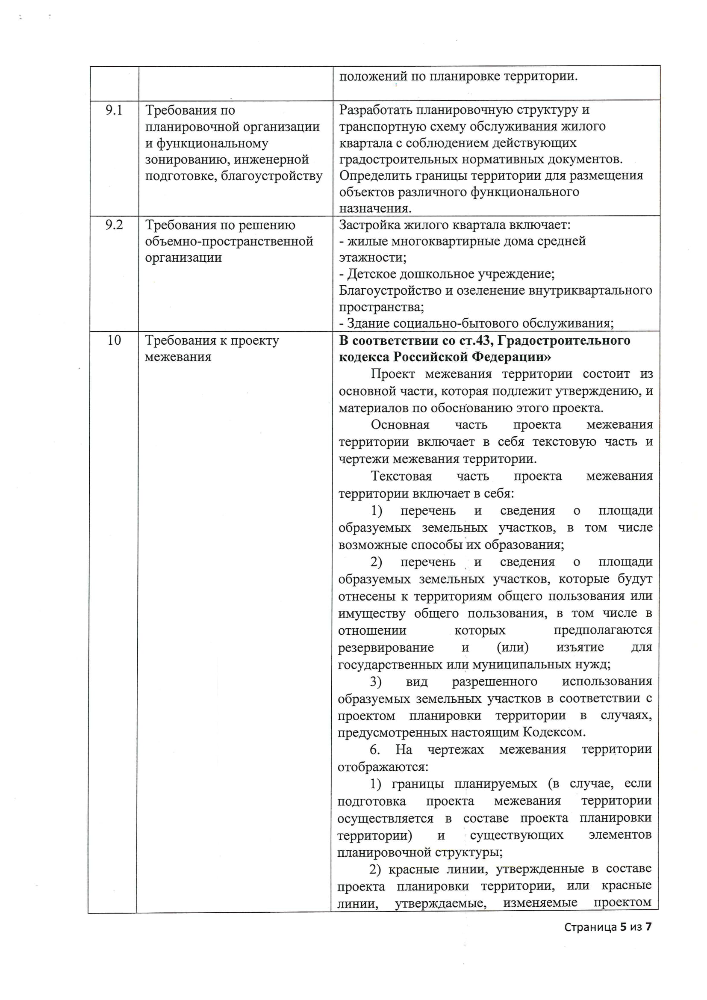 положений по планировке территории.
9.1
Требования по
планировочной организации
и функциональному
зонированию, инженерной
подготовке, благоустройству
Разработать планировочную структуру и
транспортную схему обслуживания жилого
квартала с соблюдением действующих
градостроительных нормативных документов.
Определить границы территории для размещения
объектов различного функционального
назначения.
9.2
Требования по решению
объемно-пространственной
организации
Застройка жилого квартала включает:
- жилые многоквартирные дома средней
этажности;
- Детское дошкольное учреждение;
Благоустройство и озеленение внутриквартального
пространства;
- Здание социально-бытового обслуживания;
10
Требования к проекту
межевания
В соответствии со ст.43, Градостроительного
кодекса Российской Федерации»
Проект межевания территории состоит из
основной части, которая подлежит утверждению, и
материалов по обоснованию этого проекта.
Основная часть проекта межевания
территории включает в себя текстовую часть и
чертежи межевания территории.
Текстовая часть проекта межевания
территории включает в себя:
1) перечень и сведения о площади
образуемых земельных участков, в том числе
возможные способы их образования;
2) перечень и сведения о площади
образуемых земельных участков, которые будут
отнесены к территориям общего пользования или
имуществу общего пользования, в том числе в
отношении которых предполагаются
резервирование и (или) изъятие для
государственных или муниципальных нужд;
3) вид разрешенного использования
образуемых земельных участков в соответствии с
проектом планировки территории в случаях,
предусмотренных настоящим Кодексом.
6. На чертежах межевания территории
отображаются:
1) границы планируемых (в случае, если
подготовка проекта межевания территории
осуществляется в составе проекта планировки
территории) и существующих элементов
планировочной структуры;
2) красные линии, утвержденные в составе
проекта планировки территории, или красные
линии, утверждаемые, изменяемые проектом
Страница 5 из 7